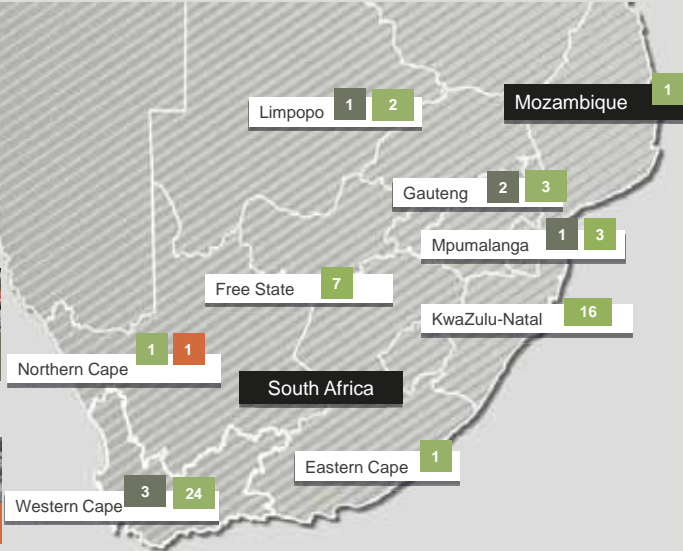 Limpopo 1 2
Mozambique 1
Gauteng 2 3
Mpumalanga 1 3
Free State 7
KwaZulu-Natal 16
Northern Cape 1 1
South Africa
Eastern Cape 1
Western Cape 3 24